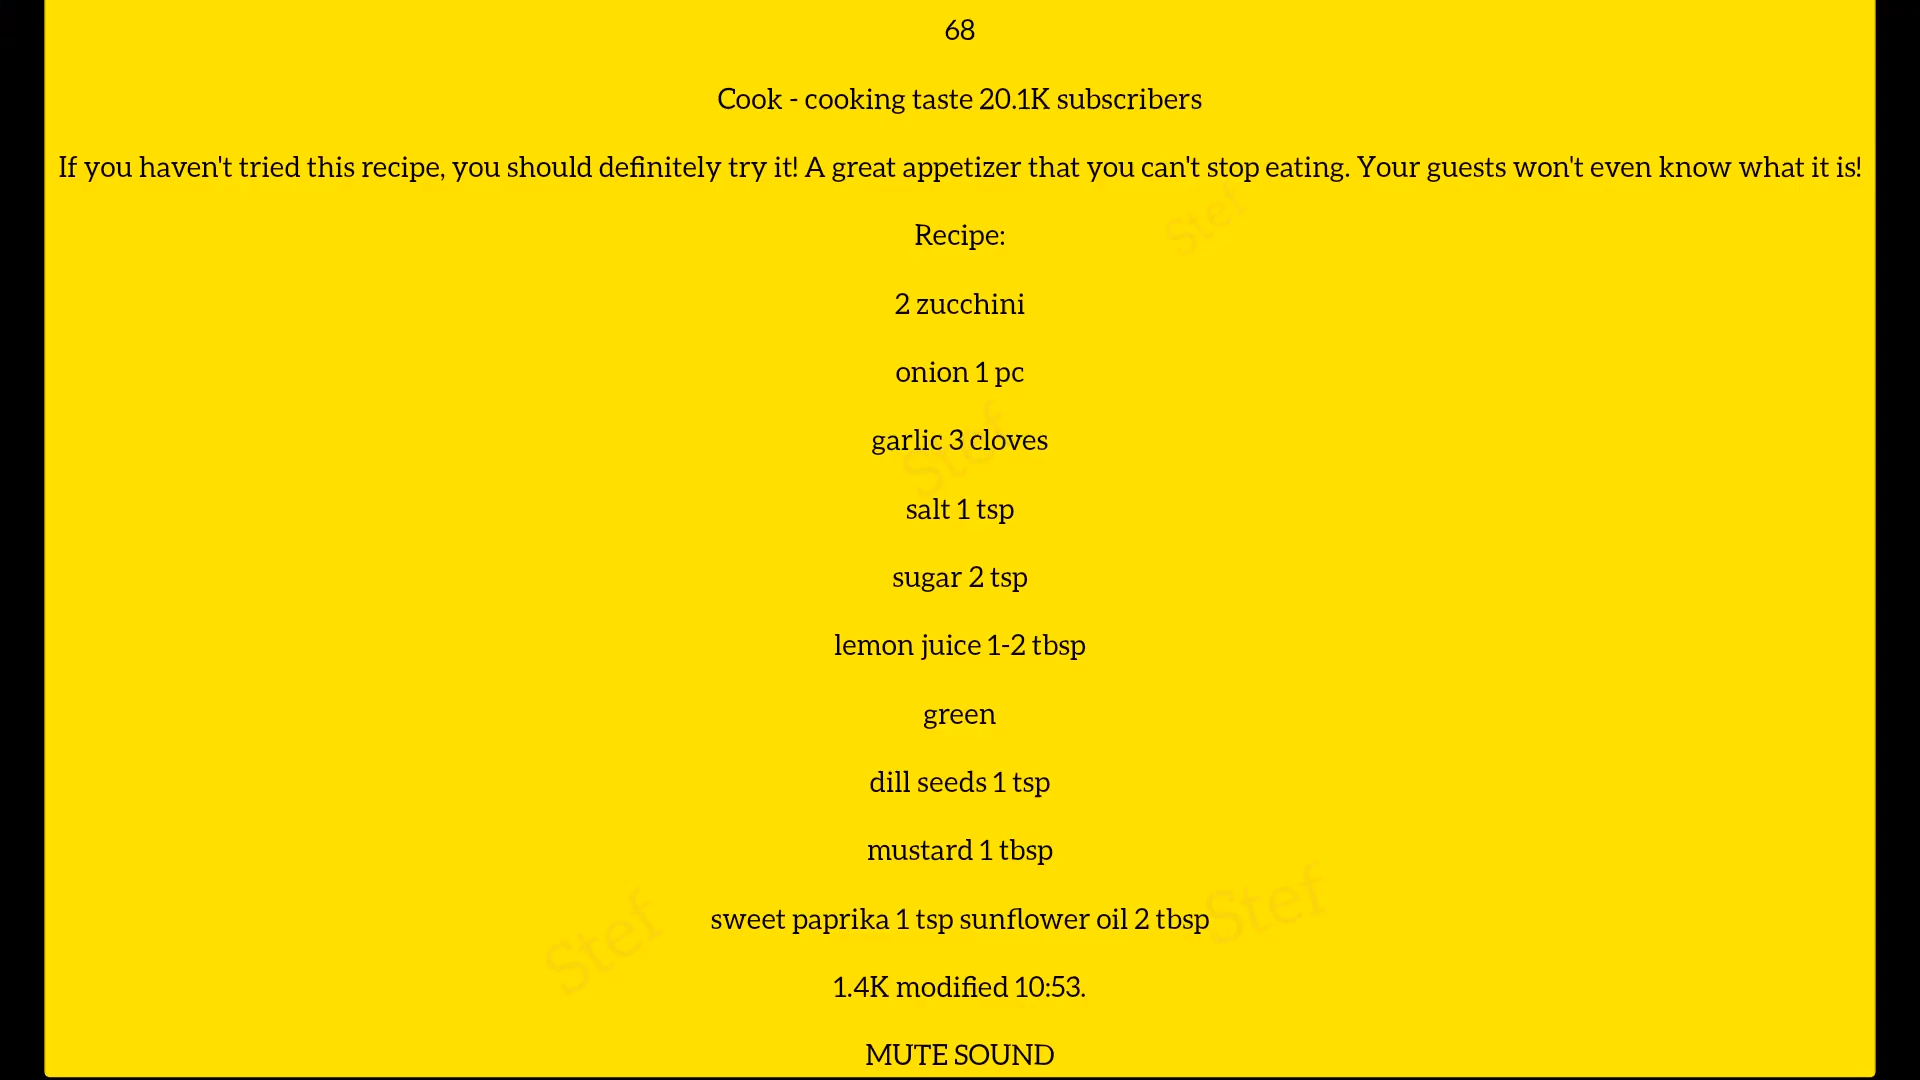 68
Cook - cooking taste 20.1K subscribers
If you haven't tried this recipe, you should definitely try it! A great appetizer that you can't stop eating. Your guests won't even know what it is!
Stef
Recipe:
2 zucchini
onion 1 pc
garlic 3 cloves
Stef
salt 1 tsp
sugar 2 tsp
lemon juice 1-2 tbsp
green
dill seeds 1 tsp
mustard 1 tbsp
sweet paprika 1 tsp sunflower oil 2 tbsp
Stef
Stef
1.4K modified 10:53.
MUTE SOUND